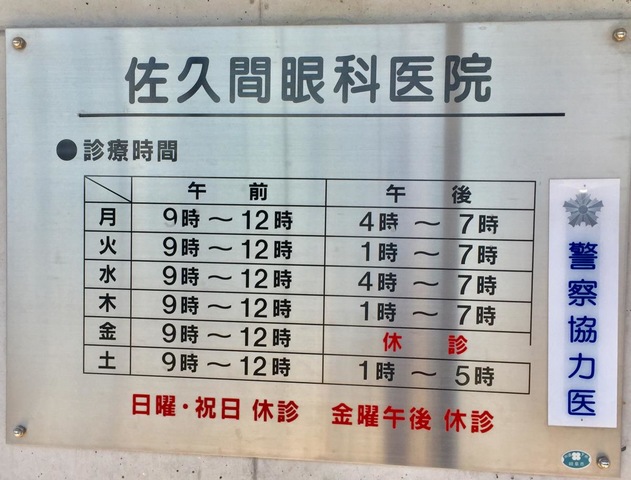 佐久間眼科医院
●診療時間
午前 午後
月 9時～12時 4時～7時
火 9時～12時 1時～7時
水 9時～12時 4時～7時
木 9時～12時 1時～7時
金 9時～12時 休診
土 9時～12時 1時～5時
日曜・祝日 休診 金曜午後 休診
警察協力医